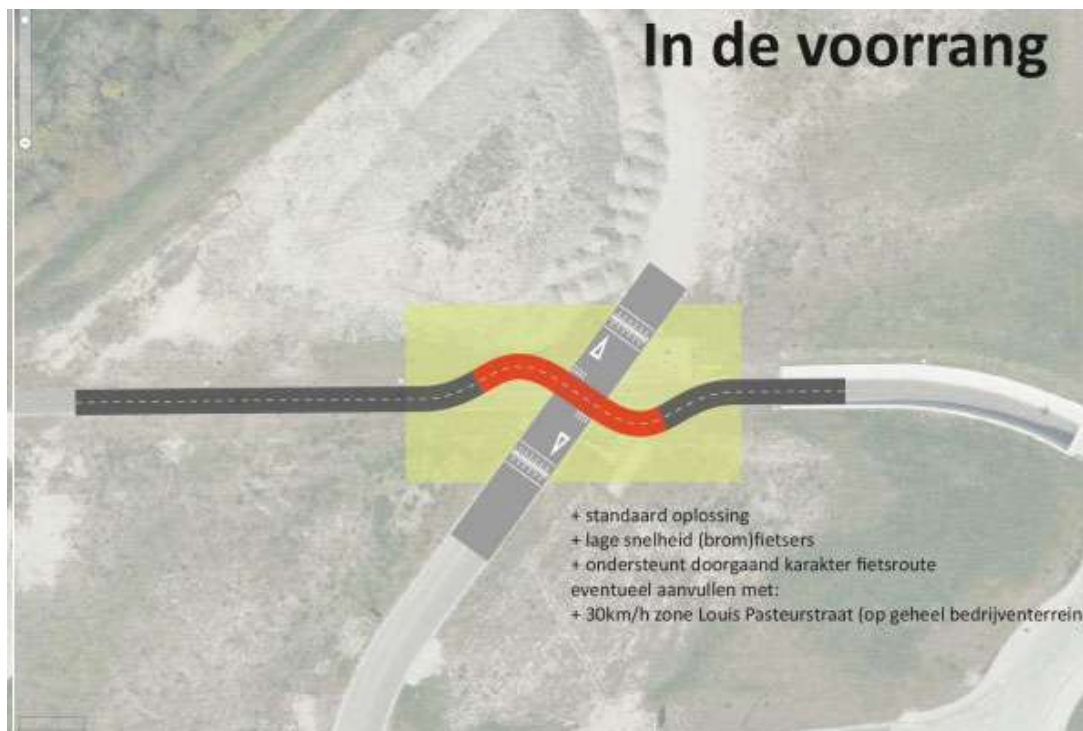 In de voorrang
+ standaard oplossing
+ lage snelheid (brom)fietsers
+ ondersteunt doorgaand karakter fietsroute
eventueel aanvullen met:
+ 30km/h zone Louis Pasteurstraat (op geheel bedrijventerrein